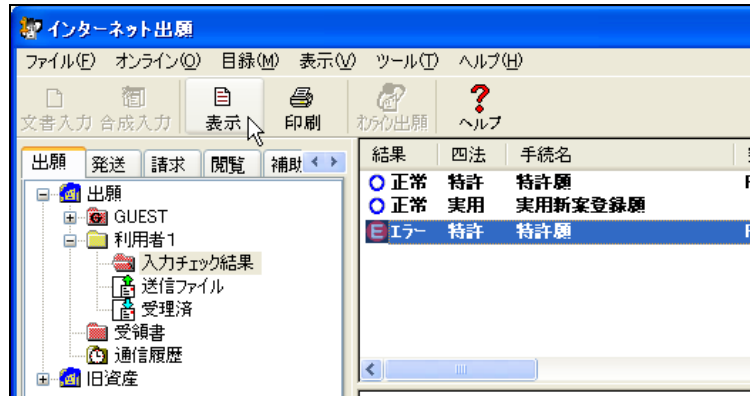 インターネット出願
ファイル(F) オンライン(O) 目録(M) 表示(V) ツール(T) ヘルプ(H)
文書入力 合成入力 表示 印刷 オンライン出願 ヘルプ
出願 発送 請求 閲覧 補助
結果 四法 手続名
出願
GUEST
利用者1
入力チェック結果
送信ファイル
受理済
受領書
通信履歴
旧資産
正常 特許 特許願
正常 実用 実用新案登録願
E エラー 特許 特許願